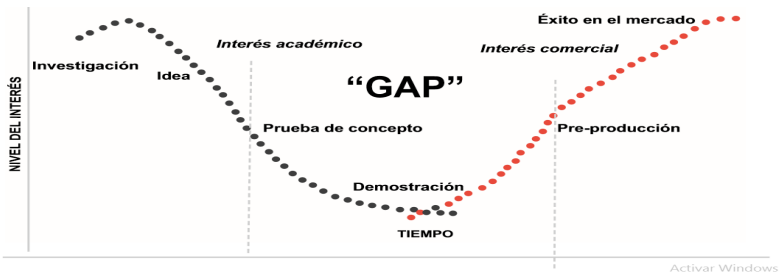 Éxito en el mercado
Interés académico
Interés comercial
Investigación
Idea
“GAP”
Prueba de concepto
Pre-producción
Demostración
NIVEL DEL INTERÉS
TIEMPO
Activar Windows